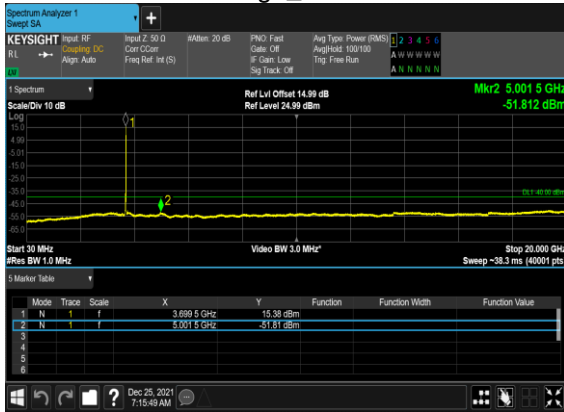 Spectrum Analyzer 1
Swept SA
+
KEYSIGHT Input: RF Input Z: 50 Ω #Atten: 20 dB PNO: Fast Avg Type: Power (RMS) 1 2 3 4 5 6
RL Coupling: DC Corr CCorr Gate: Off Avg|Hold: 100/100 A W W W W W
Align: Auto Freq Ref: Int (S) IF Gain: Low Trig: Free Run
Sig Track: Off A N N N N N
LXI
1 Spectrum Ref Lvl Offset 14.99 dB Mkr2 5.001 5 GHz
Scale/Div 10 dB Ref Level 24.99 dBm -51.812 dBm
Log
15.0
4.99
-5.01
-15.0
-25.0
-35.0
-45.0
-55.0
-65.0
1
2
DL1 -40.00 dBm
Start 30 MHz Video BW 3.0 MHz* Stop 20.000 GHz
#Res BW 1.0 MHz Sweep ~38.3 ms (40001 pts
5 Marker Table
Mode Trace Scale X Y Function Function Width Function Value
1 N 1 f 3.699 5 GHz 15.38 dBm
2 N 1 f 5.001 5 GHz -51.81 dBm
3
4
5
6
? Dec 25, 2021
7:15:49 AM